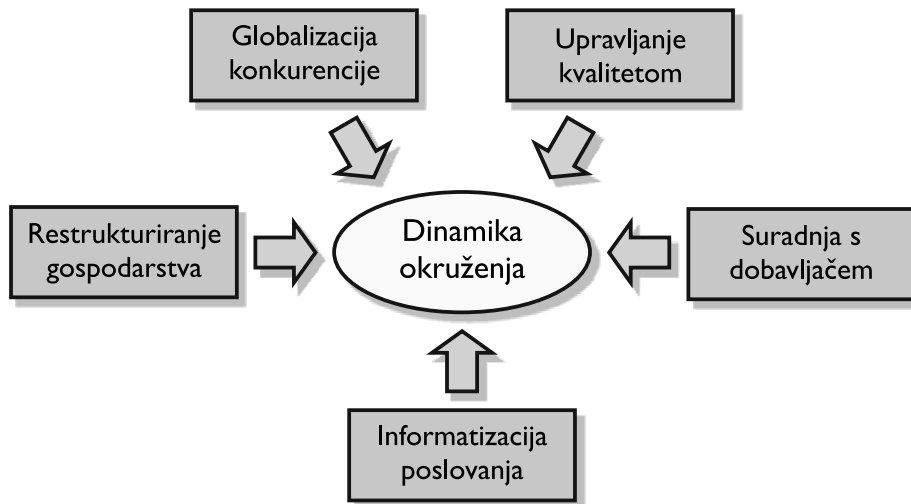 Globalizacija
konkurencije
Upravljanje
kvalitetom
Restrukturiranje
gospodarstva
Dinamika
okruženja
Suradnja s
dobavljačem
Informatizacija
poslovanja